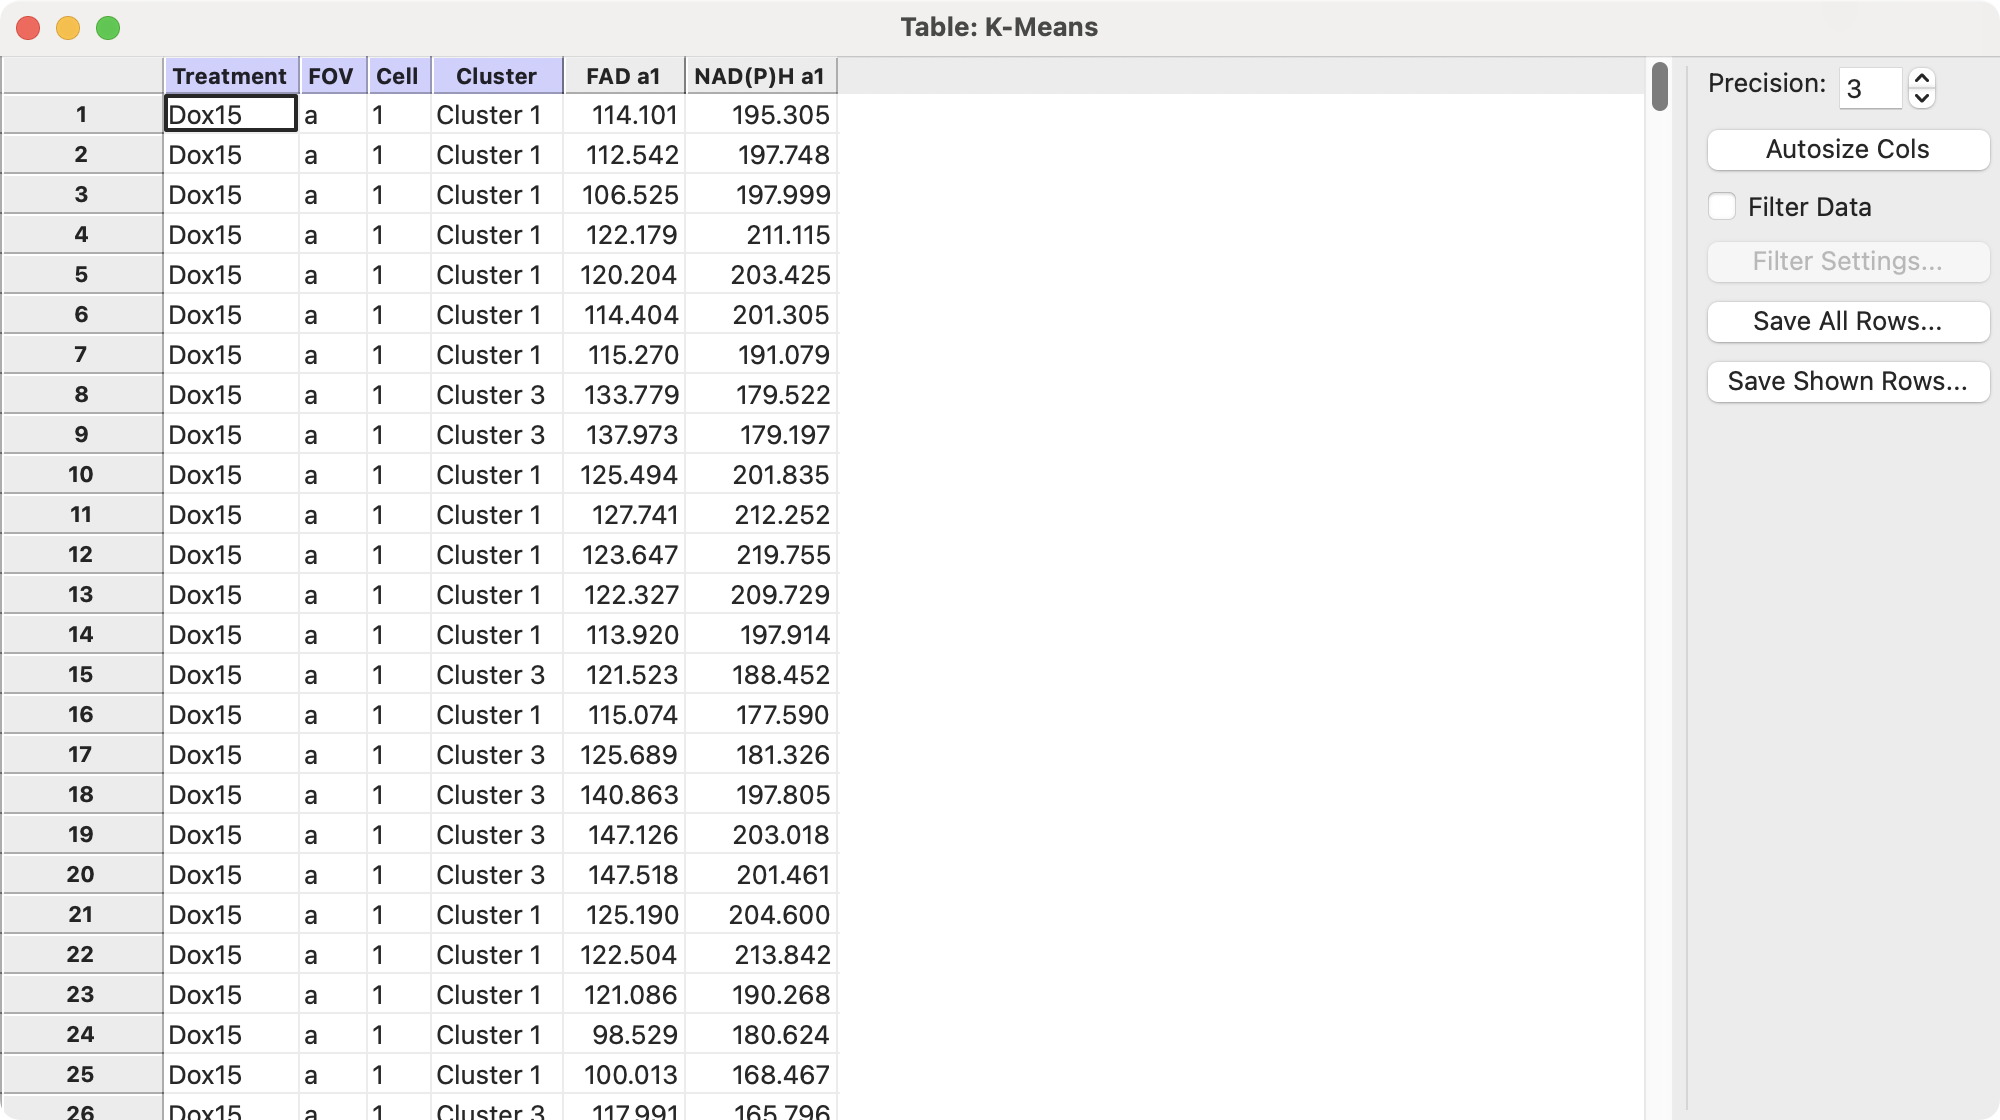 Table: K-Means
Treatment FOV Cell Cluster FAD a1 NAD(P)H a1
1 Dox15 a 1 Cluster 1 114.101 195.305
2 Dox15 a 1 Cluster 1 112.542 197.748
3 Dox15 a 1 Cluster 1 106.525 197.999
4 Dox15 a 1 Cluster 1 122.179 211.115
5 Dox15 a 1 Cluster 1 120.204 203.425
6 Dox15 a 1 Cluster 1 114.404 201.305
7 Dox15 a 1 Cluster 1 115.270 191.079
8 Dox15 a 1 Cluster 3 133.779 179.522
9 Dox15 a 1 Cluster 3 137.973 179.197
10 Dox15 a 1 Cluster 1 125.494 201.835
11 Dox15 a 1 Cluster 1 127.741 212.252
12 Dox15 a 1 Cluster 1 123.647 219.755
13 Dox15 a 1 Cluster 1 122.327 209.729
14 Dox15 a 1 Cluster 1 113.920 197.914
15 Dox15 a 1 Cluster 3 121.523 188.452
16 Dox15 a 1 Cluster 1 115.074 177.590
17 Dox15 a 1 Cluster 3 125.689 181.326
18 Dox15 a 1 Cluster 3 140.863 197.805
19 Dox15 a 1 Cluster 3 147.126 203.018
20 Dox15 a 1 Cluster 3 147.518 201.461
21 Dox15 a 1 Cluster 1 125.190 204.600
22 Dox15 a 1 Cluster 1 122.504 213.842
23 Dox15 a 1 Cluster 1 121.086 190.268
24 Dox15 a 1 Cluster 1 98.529 180.624
25 Dox15 a 1 Cluster 1 100.013 168.467
26 Dox15 a 1 Cluster 3 117.991 165.796
Precision: 3
Autosize Cols
Filter Data
Filter Settings...
Save All Rows...
Save Shown Rows...